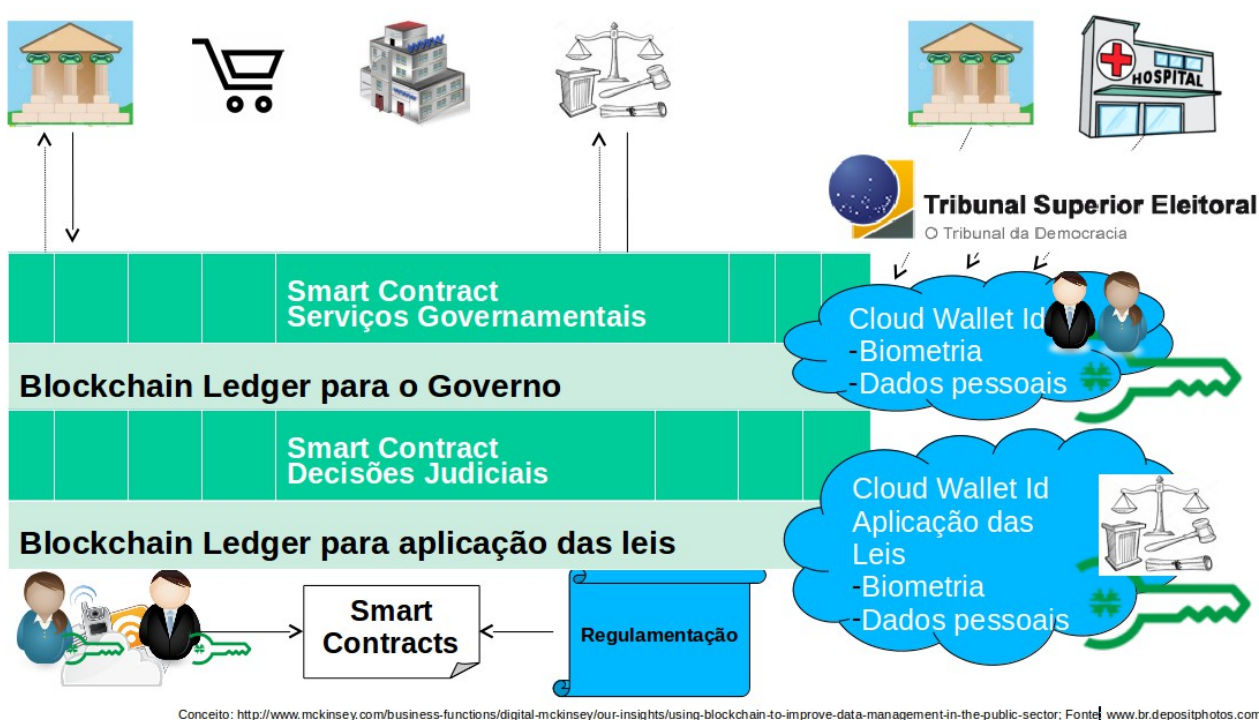 HOSPITAL
Tribunal Superior Eleitoral
O Tribunal da Democracia
Smart Contract
Serviços Governamentais
Blockchain Ledger para o Governo
Cloud Wallet Id
-Biometria
-Dados pessoais
Smart Contract
Decisões Judiciais
Blockchain Ledger para aplicação das leis
Cloud Wallet Id
Aplicação das
Leis
-Biometria
-Dados pessoais
Smart
Contracts
Regulamentação
Conceito: http://www.mckinsey.com/business-functions/digital-mckinsey/our-insights/using-blockchain-to-improve-data-management-in-the-public-sector; Fonte: www.br.depositphotos.com